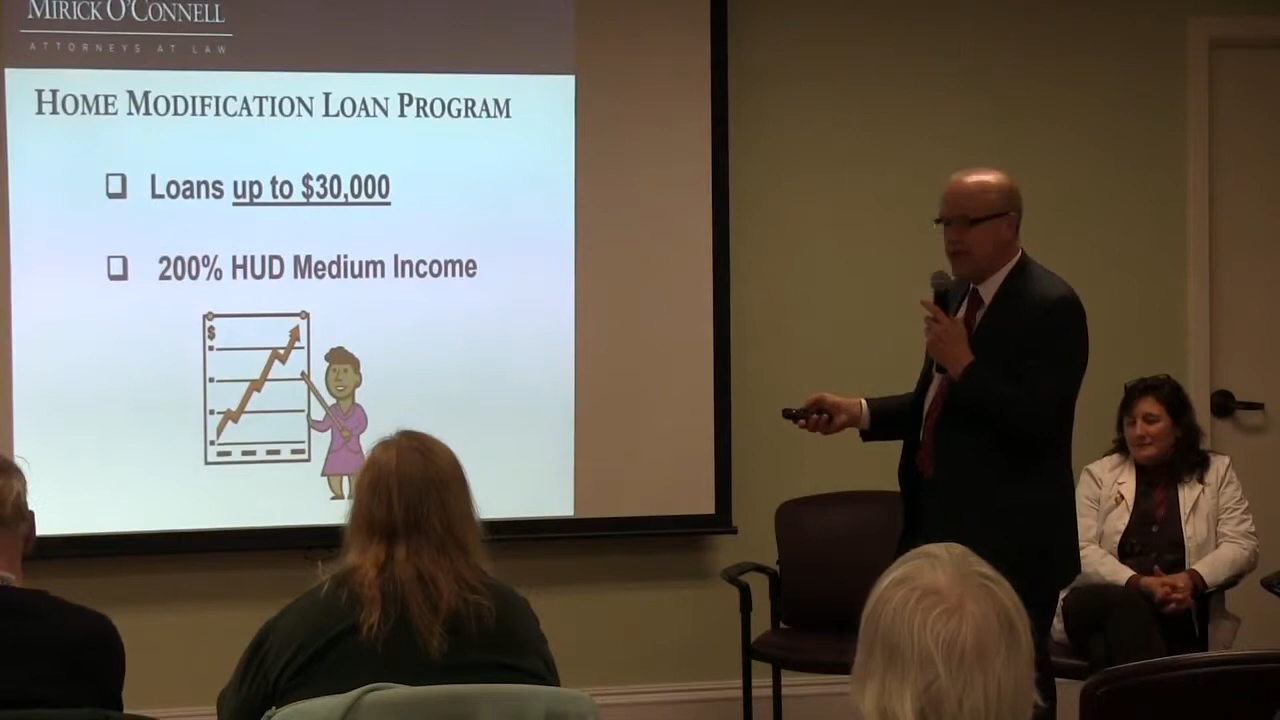 MIRICK O'CONNELL
ATTORNEYS AT LAW
HOME MODIFICATION LOAN PROGRAM
Loans up to $30,000
200% HUD Medium Income
$